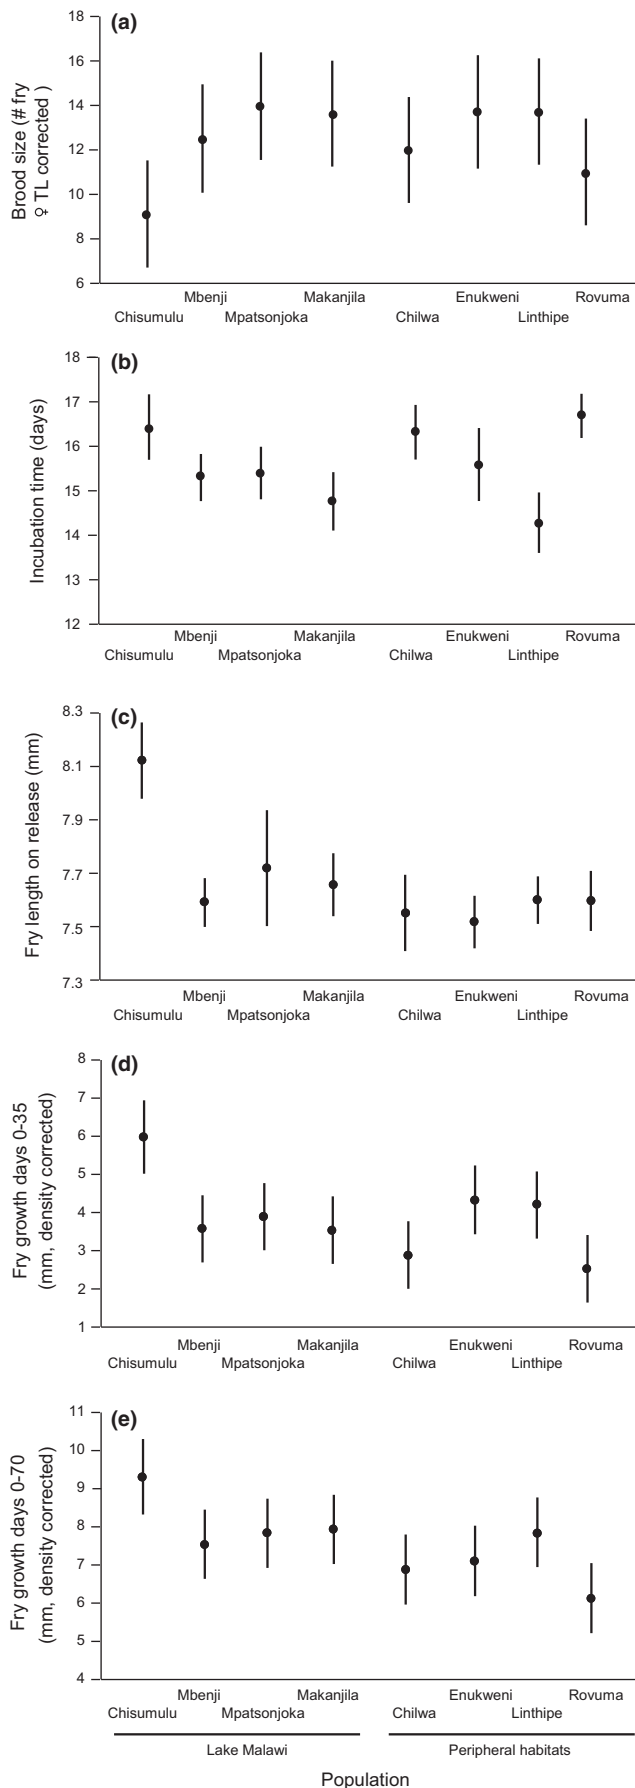 (a)
Brood size (# fry
♀ TL corrected )
18
16
14
12
10
8
6
Mbenji Makanjila Enukweni Rovuma
Chisumulu Mpatsonjoka Chilwa Linthipe
(b)
Incubation time (days)
18
17
16
15
14
13
12
Mbenji Makanjila Enukweni Rovuma
Chisumulu Mpatsonjoka Chilwa Linthipe
(c)
Fry length on release (mm)
8.3
8.1
7.9
7.7
7.5
7.3
Mbenji Makanjila Enukweni Rovuma
Chisumulu Mpatsonjoka Chilwa Linthipe
(d)
Fry growth days 0-35
(mm, density corrected)
8
7
6
5
4
3
2
1
Mbenji Makanjila Enukweni Rovuma
Chisumulu Mpatsonjoka Chilwa Linthipe
(e)
Fry growth days 0-70
(mm, density corrected)
11
10
9
8
7
6
5
4
Mbenji Makanjila Enukweni Rovuma
Chisumulu Mpatsonjoka Chilwa Linthipe
Lake Malawi Peripheral habitats
Population